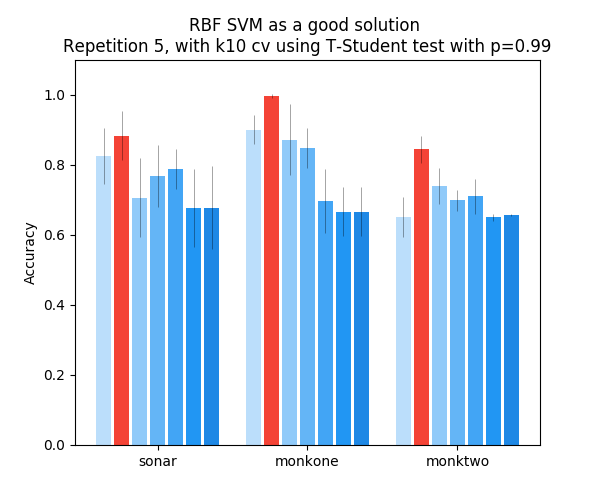 RBF SVM as a good solution
Repetition 5, with k10 cv using T-Student test with p=0.99
Accuracy
1.0
0.8
0.6
0.4
0.2
0.0
sonar monkone monktwo